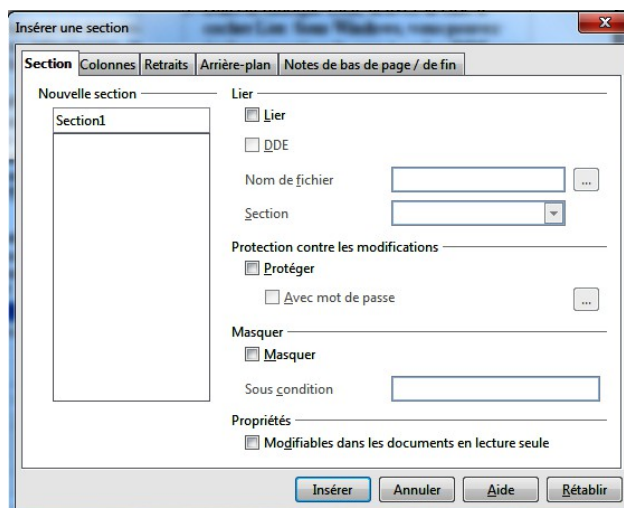 Insérer une section
Section Colonnes Retraits Arrière-plan Notes de bas de page / de fin
Nouvelle section
Section1
Lier
Lier
DDE
Nom de fichier ...
Section
Protection contre les modifications
Protéger
Avec mot de passe ...
Masquer
Masquer
Sous condition
Propriétés
Modifiables dans les documents en lecture seule
Insérer Annuler Aide Rétablir